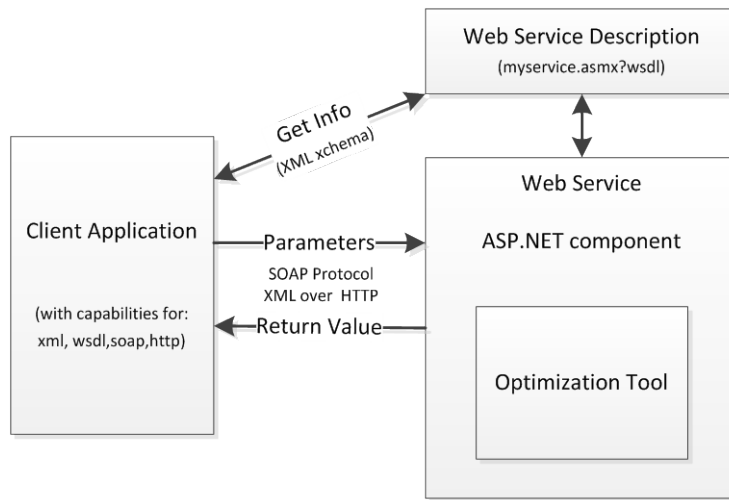 Web Service Description
(myservice.asmx?wsdl)
Get Info
(XML xchema)
Client Application
(with capabilities for:
xml, wsdl,soap,http)
Parameters
SOAP Protocol
XML over HTTP
Return Value
Web Service
ASP.NET component
Optimization Tool